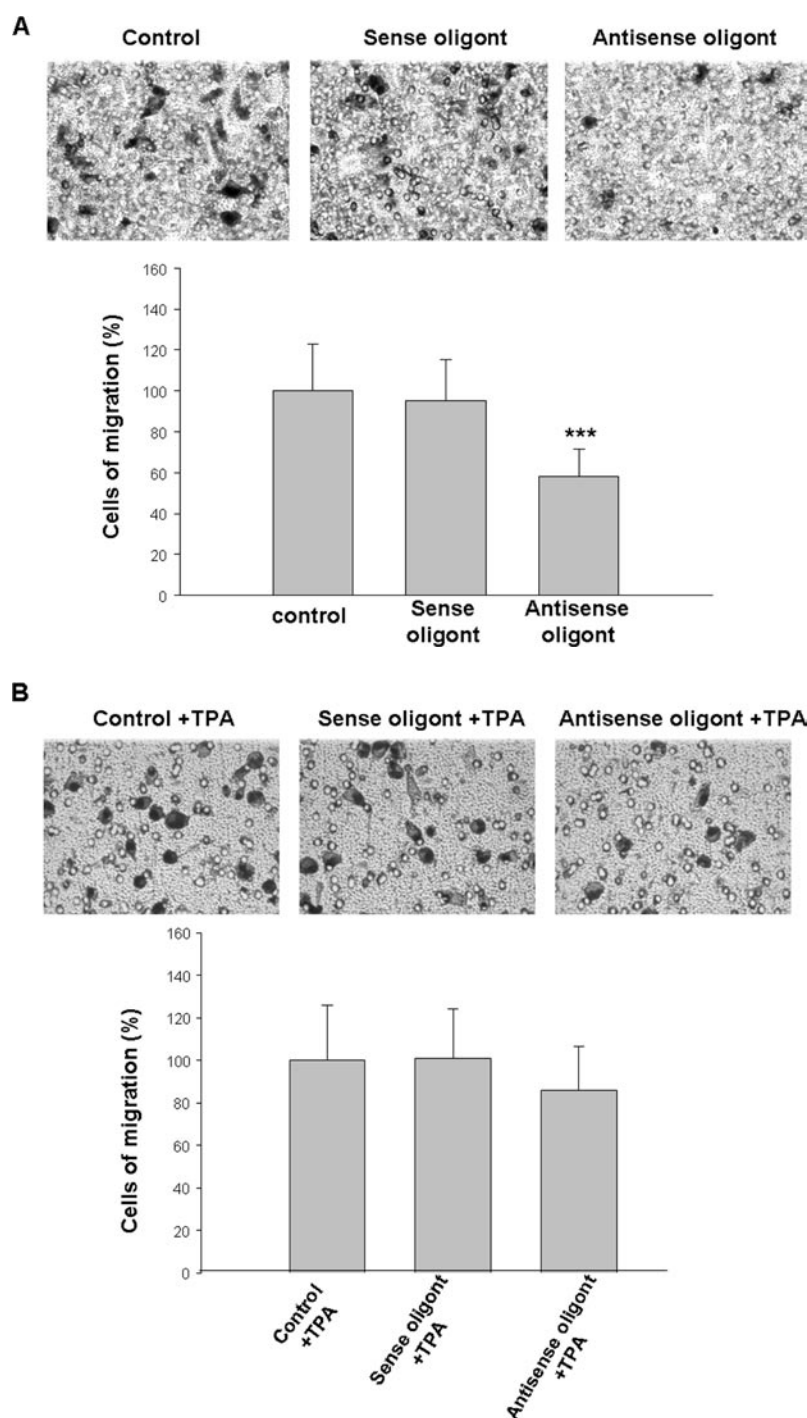 A
Control
Sense oligont
Antisense oligont
Cells of migration (%)
160
140
120
100
80
60
40
20
0
***
control
Sense
oligont
Antisense
oligont
B
Control +TPA
Sense oligont +TPA
Antisense oligont +TPA
Cells of migration (%)
160
140
120
100
80
60
40
20
0
Control
+TPA
Sense oligont
+TPA
Antisense oligont
+TPA